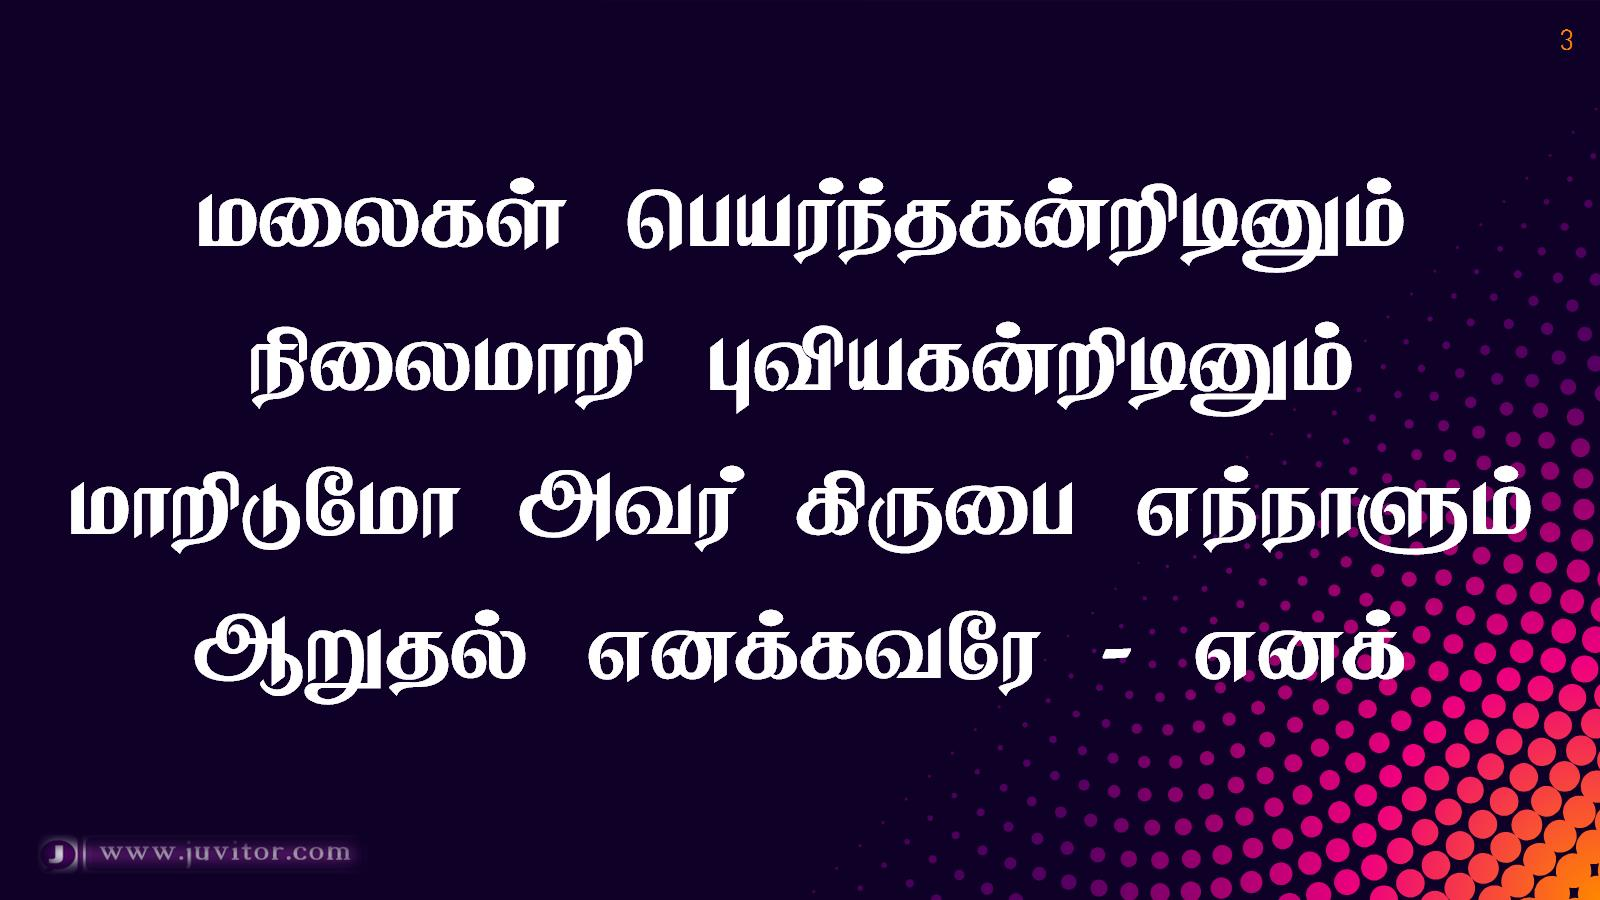 3
மலைகள் பெயர்ந்தகன்றிடினும்
நிலைமாறி புவியகன்றிடினும்
மாறிடுமோ அவர் கிருபை எந்நாளும்
ஆறுதல் எனக்கவரே - எனக்
J www.juvitor.com